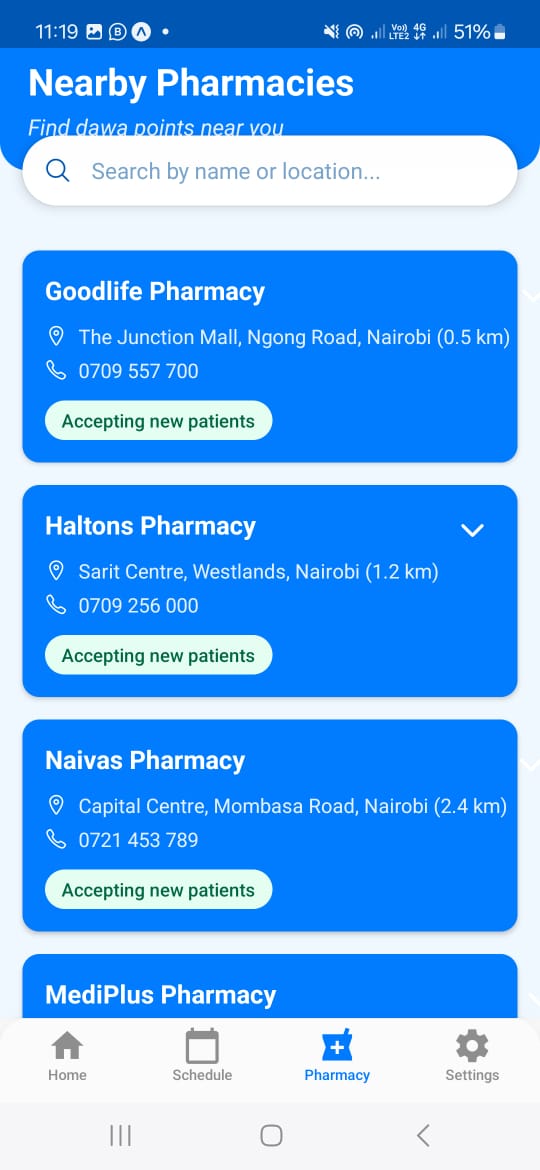 11:19
Vo)) 4G
LTE2
51%
Nearby Pharmacies
Find dawa points near you
Search by name or location...
Goodlife Pharmacy
The Junction Mall, Ngong Road, Nairobi (0.5 km)
0709 557 700
Accepting new patients
Haltons Pharmacy
Sarit Centre, Westlands, Nairobi (1.2 km)
0709 256 000
Accepting new patients
Naivas Pharmacy
Capital Centre, Mombasa Road, Nairobi (2.4 km)
0721 453 789
Accepting new patients
MediPlus Pharmacy
Home
Schedule
Pharmacy
Settings